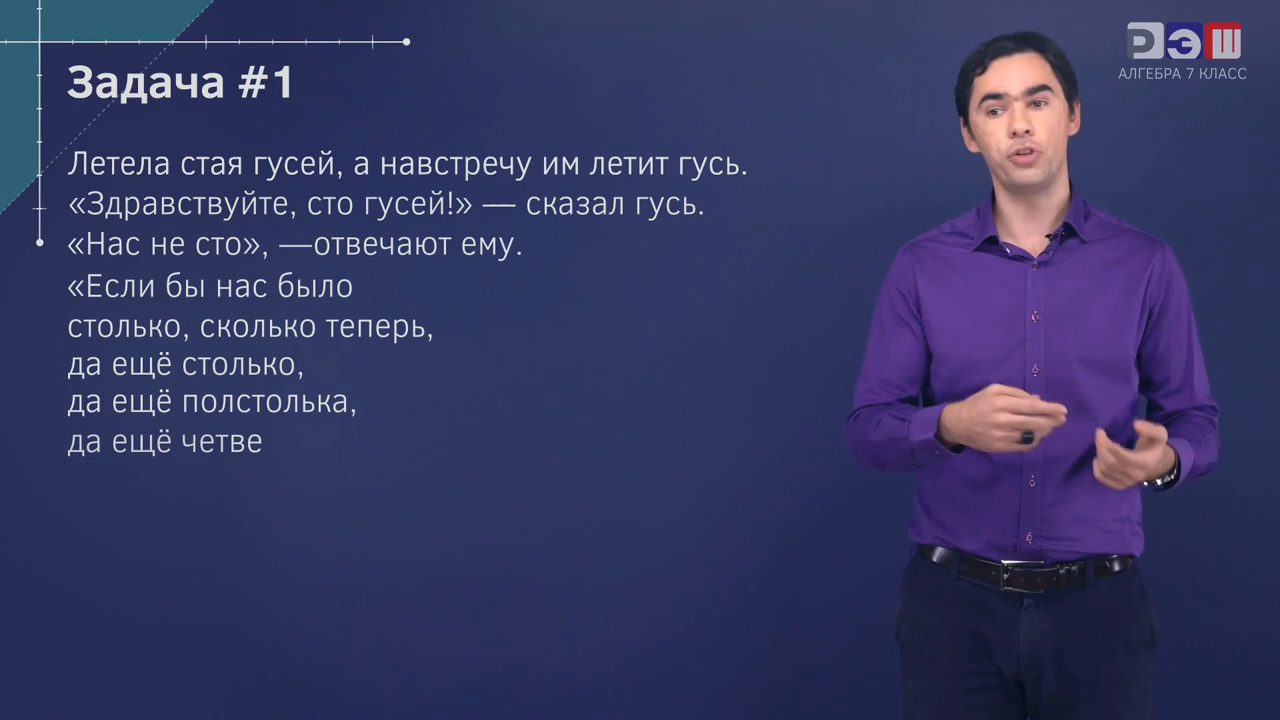 РЭШ
АЛГЕБРА 7 КЛАСС
Задача #1
Летела стая гусей, а навстречу им летит гусь.
«Здравствуйте, сто гусей!» — сказал гусь.
«Нас не сто», —отвечают ему.
«Если бы нас было
столько, сколько теперь,
да ещё столько,
да ещё полстолька,
да ещё четве